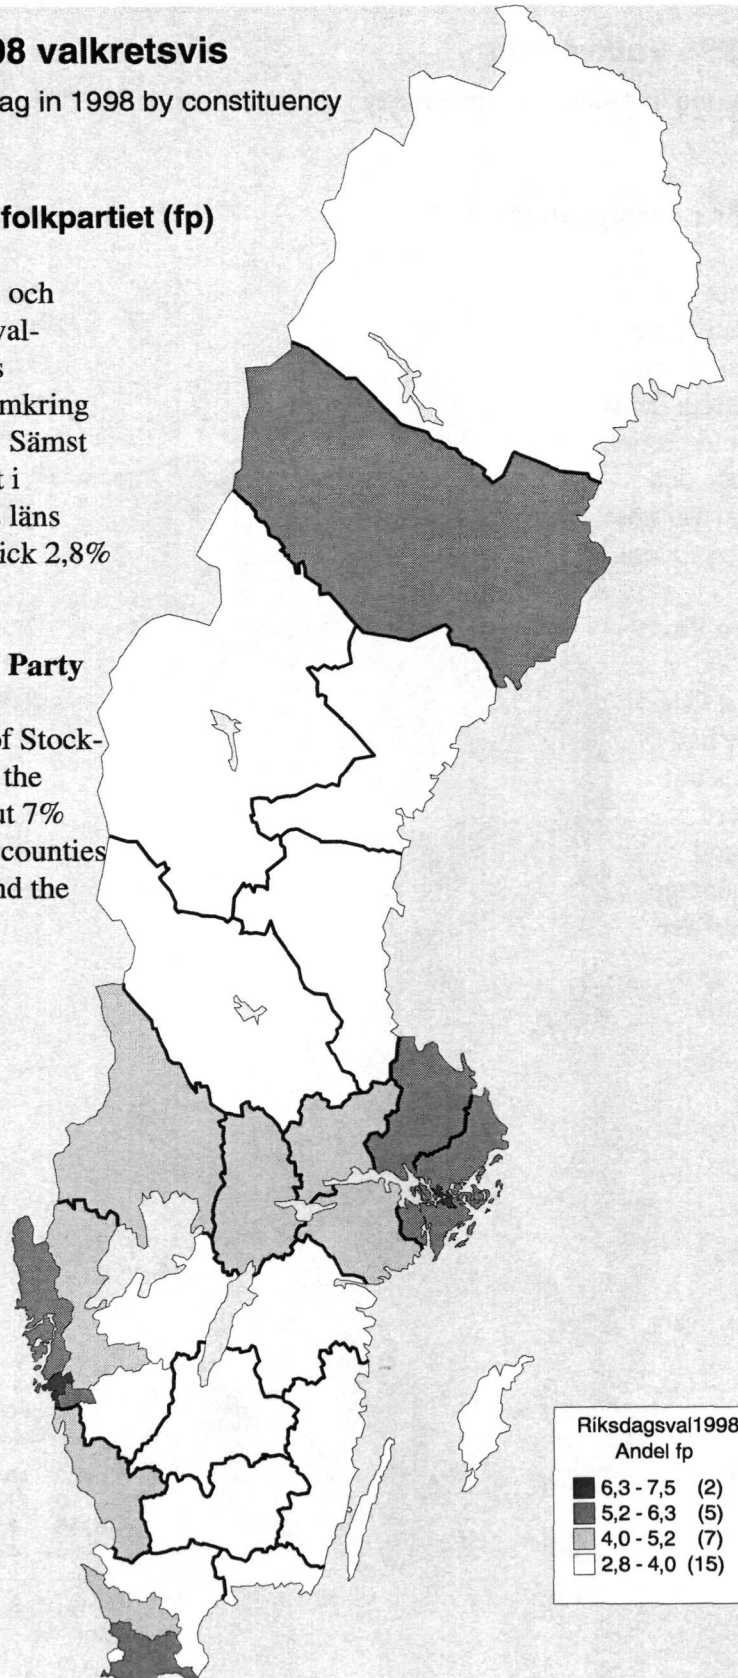 98 valkretsvis
ag in 1998 by constituency
folkpartiet (fp)
och
val-
s
mkring
Sämst
t i
läns
ick 2,8%
Party
of Stock-
the
ut 7%
counties
nd the
Riksdagsval1998
Andel fp
6,3 - 7,5 (2)
5,2 - 6,3 (5)
4,0 - 5,2 (7)
2,8 - 4,0 (15)